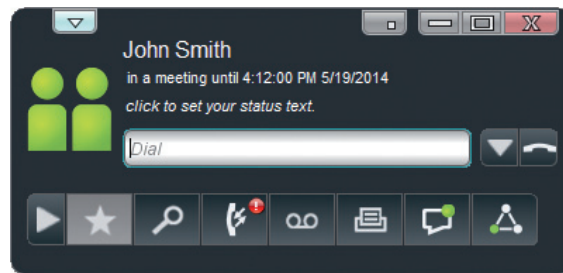 John Smith
in a meeting until 4:12:00 PM 5/19/2014
click to set your status text.
Dial